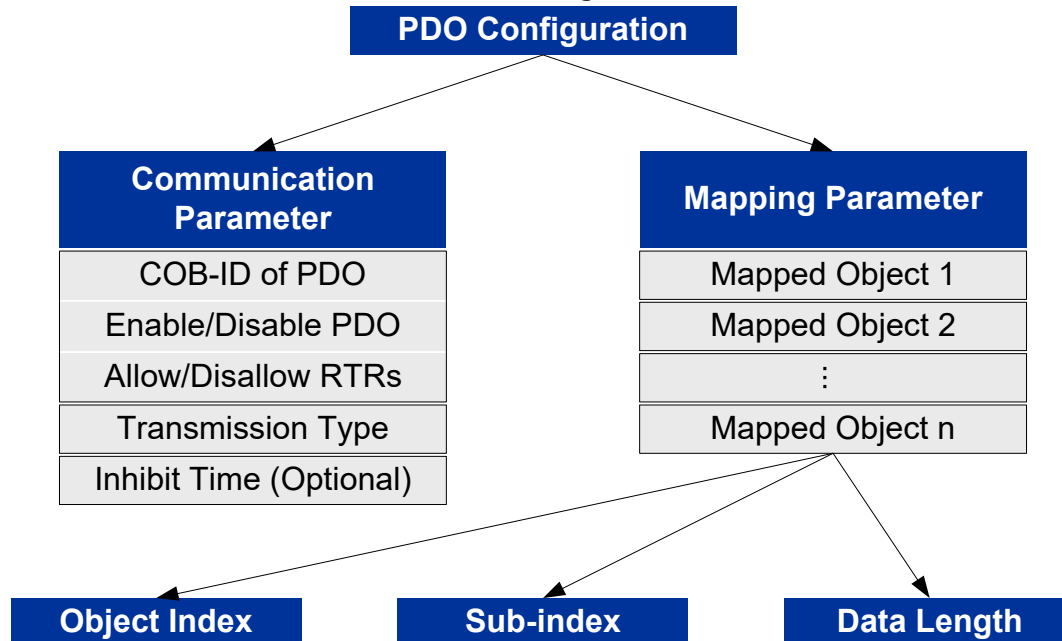 PDO Configuration
Communication
Parameter
COB-ID of PDO
Enable/Disable PDO
Allow/Disallow RTRs
Transmission Type
Inhibit Time (Optional)
Mapping Parameter
Mapped Object 1
Mapped Object 2
⋮
Mapped Object n
Object Index
Sub-index
Data Length